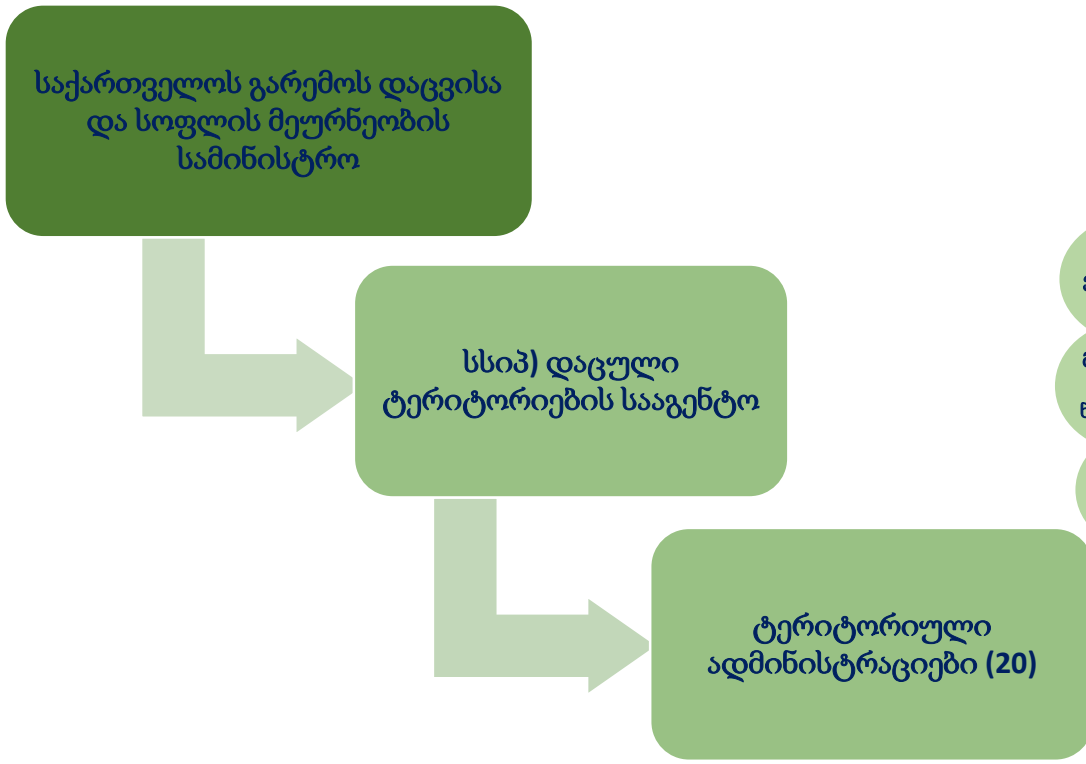 საქართველოს გარემოს დაცვისა
და სოფლის მეურნეობის
სამინისტრო
სსიპ) დაცული
ტერიტორიების სააგენტო
ტერიტორიული
ადმინისტრაციები (20)